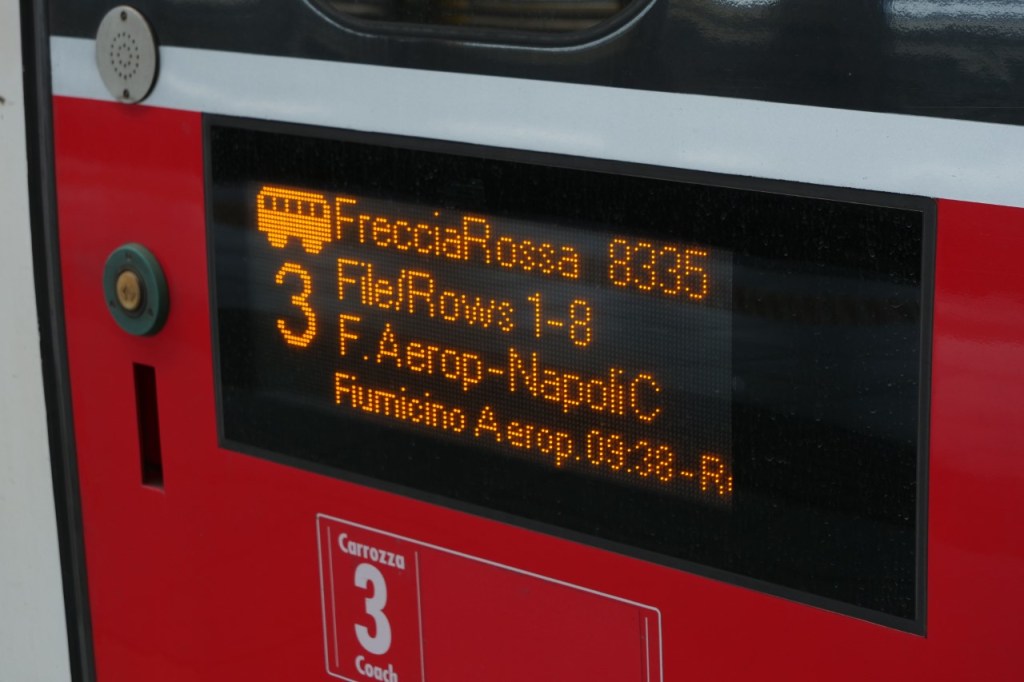 FrecciaRossa 8335
3
File/Rows 1-8
F.Aerop-NapoliC
Fiumicino Aerop.09:38-R
Carrozza
3
Coach